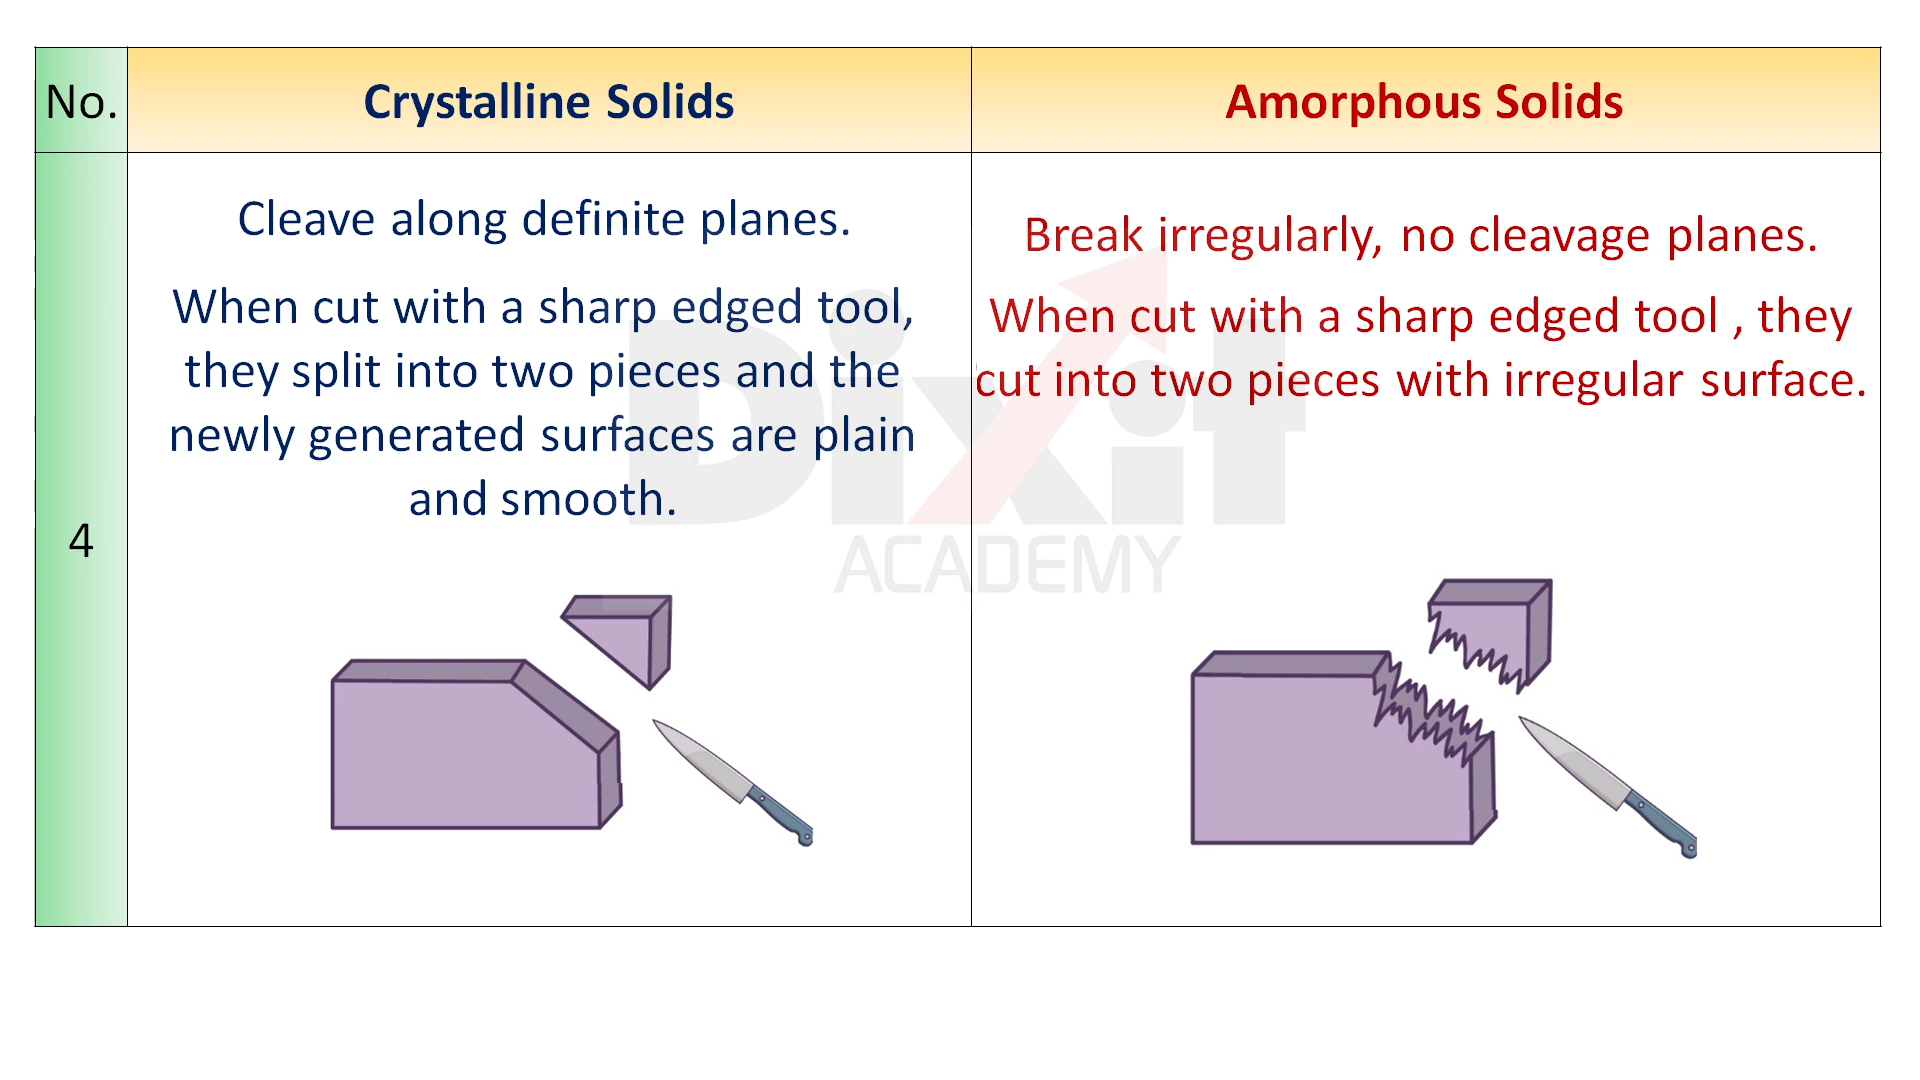 No.
Crystalline Solids
Amorphous Solids
4
Cleave along definite planes.
When cut with a sharp edged tool,
they split into two pieces and the
newly generated surfaces are plain
and smooth.
Break irregularly, no cleavage planes.
When cut with a sharp edged tool , they
cut into two pieces with irregular surface.
Dixit
ACADEMY